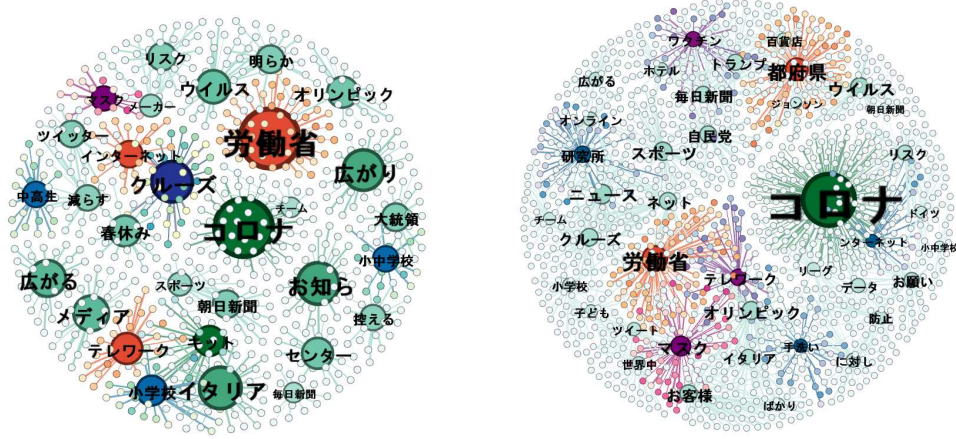 リスク
明らか
ウイルス
オリンピック
マスク
メーカー
ツイッター
労働省
インターネット
クルーズ
広がり
中高生
減らす
チーム
大統領
春休み
コロナ
小中学校
広がる
スポーツ
お知ら
メディア
朝日新聞
控える
テレワーク
ネット
センター
小学校
イタリア
毎日新聞
ワクチン
百貨店
広がる
ホテル
トランプ
都府県
毎日新聞
ウイルス
ジョンソン
朝日新聞
オンライン
自民党
研究所
スポーツ
リスク
ニュース
ネット
コロナ
チーム
ドイツ
クルーズ
ンターネット
小中学校
労働省
リーグ
小学校
テレワーク
データ
お願い
子ども
オリンピック
防止
ツイート
マスク
手洗い
世界中
イタリア
に対し
お客様
ばかり